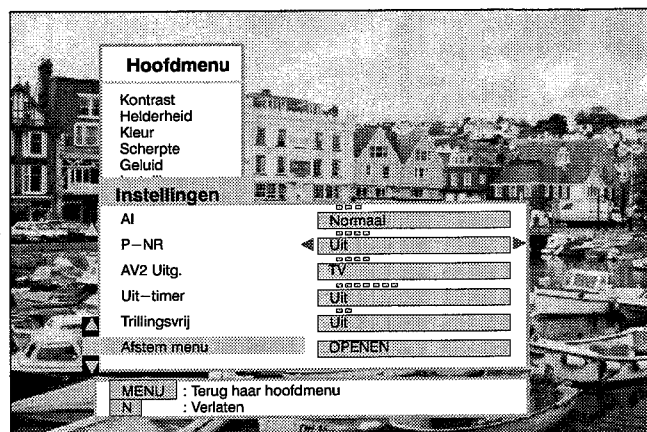 Hoofdmenu
Kontrast
Helderheid
Kleur
Scherpte
Geluid
Instellingen
AI Normaal
P-NR Uit
AV2 Uitg. TV
Uit-timer Uit
Trillingsvrij Uit
Afstem menu OPENEN
MENU : Terug haar hoofdmenu
N : Verlaten